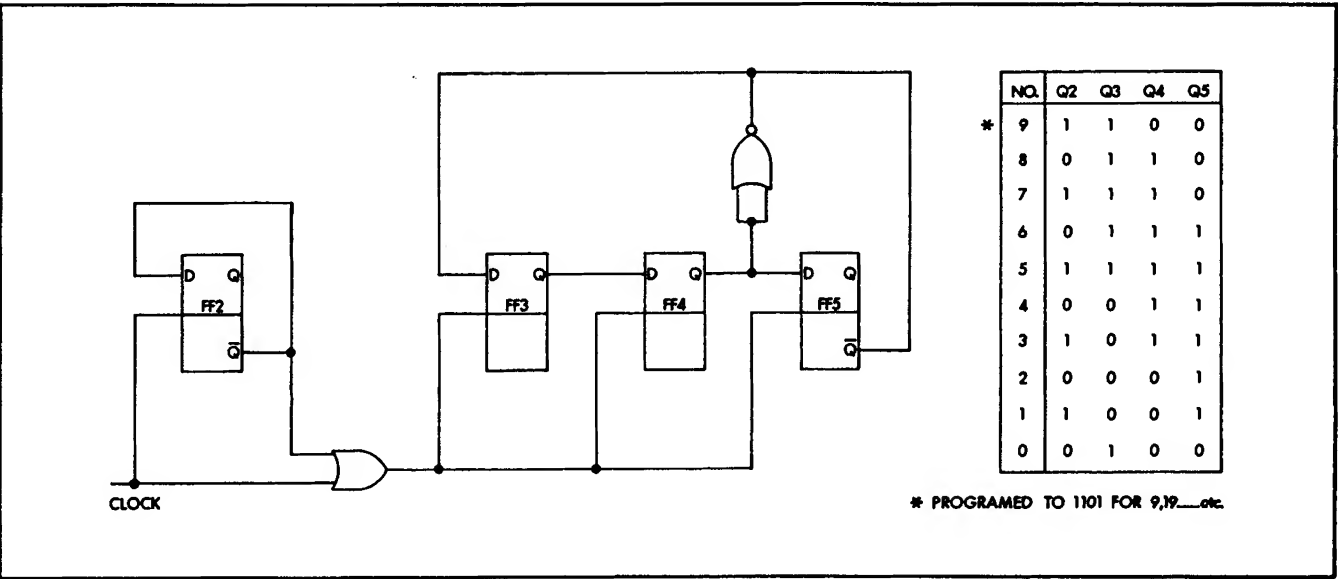 D Q
FF2
Q̅
D Q
FF3
D Q
FF4
D Q
FF5
Q̅
CLOCK
NO. Q2 Q3 Q4 Q5
* 9 1 1 0 0
8 0 1 1 0
7 1 1 1 0
6 0 1 1 1
5 1 1 1 1
4 0 0 1 1
3 1 0 1 1
2 0 0 0 1
1 1 0 0 1
0 0 1 0 0
* PROGRAMED TO 1101 FOR 9,19......etc.